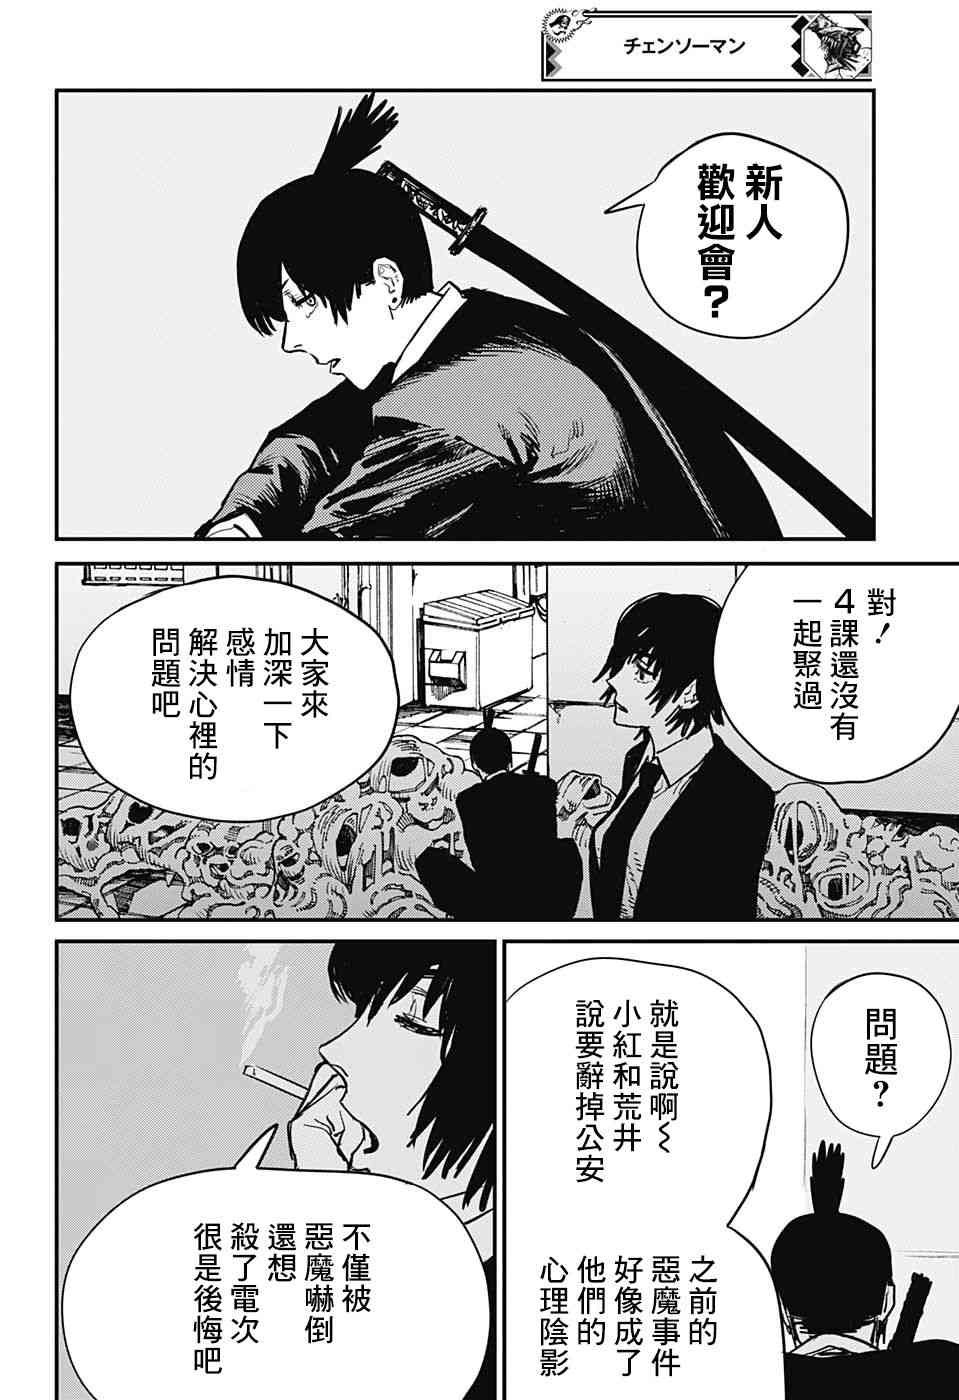 チェンソーマン
新人
歡迎會？
對！
4課還沒有
一起聚過
大家來
加深一下
感情
解決心裡的
問題吧
問題？
就是說啊～
小紅和荒井
說要辭掉公安
之前的
惡魔事件
好像成了
他們的
心理陰影
不僅被
惡魔嚇倒
還想
殺了電次
很是後悔吧